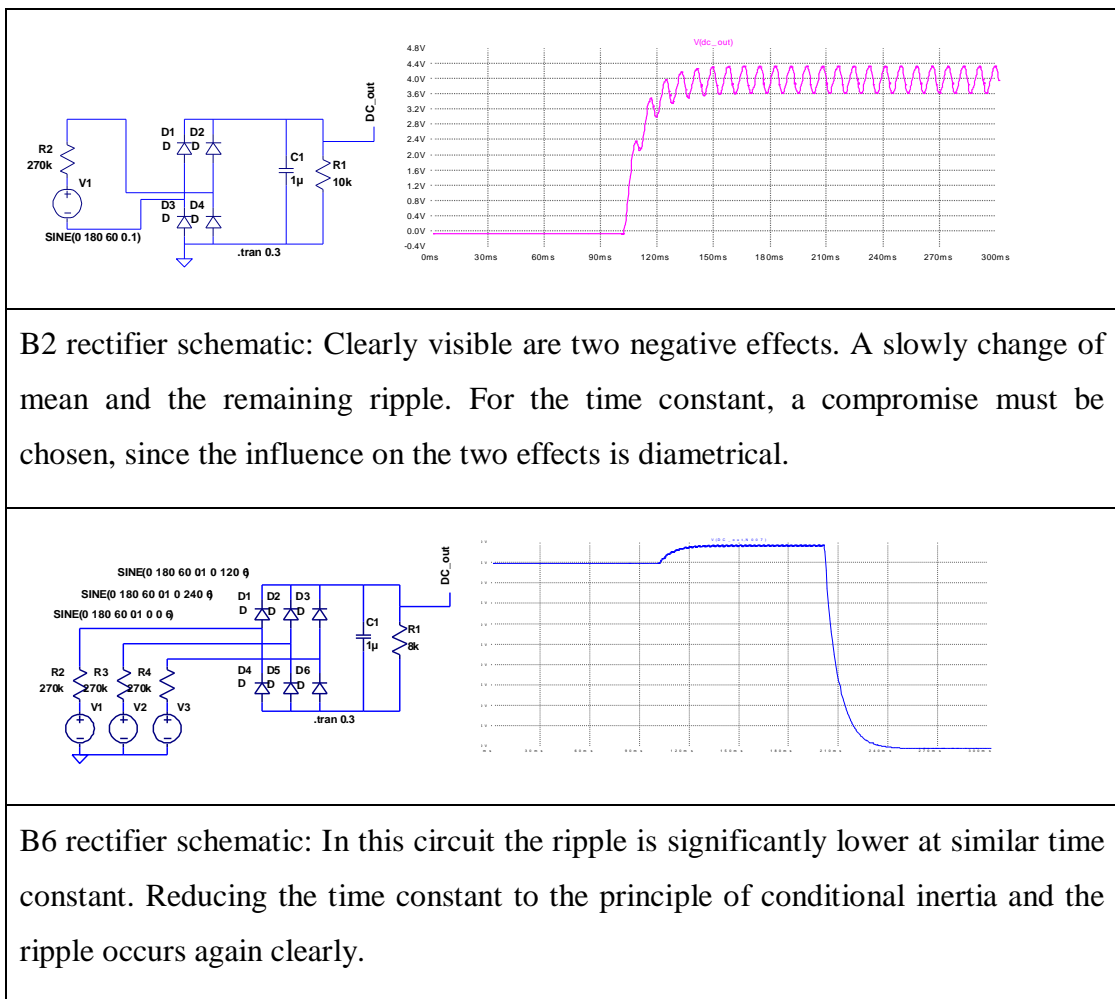 V(dc_out)
4.8V
4.4V
4.0V
3.6V
3.2V
2.8V
2.4V
2.0V
1.6V
1.2V
0.8V
0.4V
0.0V
-0.4V
0ms 30ms 60ms 90ms 120ms 150ms 180ms 210ms 240ms 270ms 300ms
DC_out
D1 D2
D D
R2
270k
V1
C1
1µ
R1
10k
D3 D4
D D
SINE(0 180 60 0.1)
.tran 0.3
B2 rectifier schematic: Clearly visible are two negative effects. A slowly change of
mean and the remaining ripple. For the time constant, a compromise must be
chosen, since the influence on the two effects is diametrical.
DC_out
SINE(0 180 60 01 0 120 6)
SINE(0 180 60 01 0 240 6)
SINE(0 180 60 01 0 0 6)
D1 D2 D3
D D D
C1
1µ
R1
8k
R2 R3 R4
270k 270k 270k
D4 D5 D6
D D D
V1 V2 V3
.tran 0.3
B6 rectifier schematic: In this circuit the ripple is significantly lower at similar time
constant. Reducing the time constant to the principle of conditional inertia and the
ripple occurs again clearly.